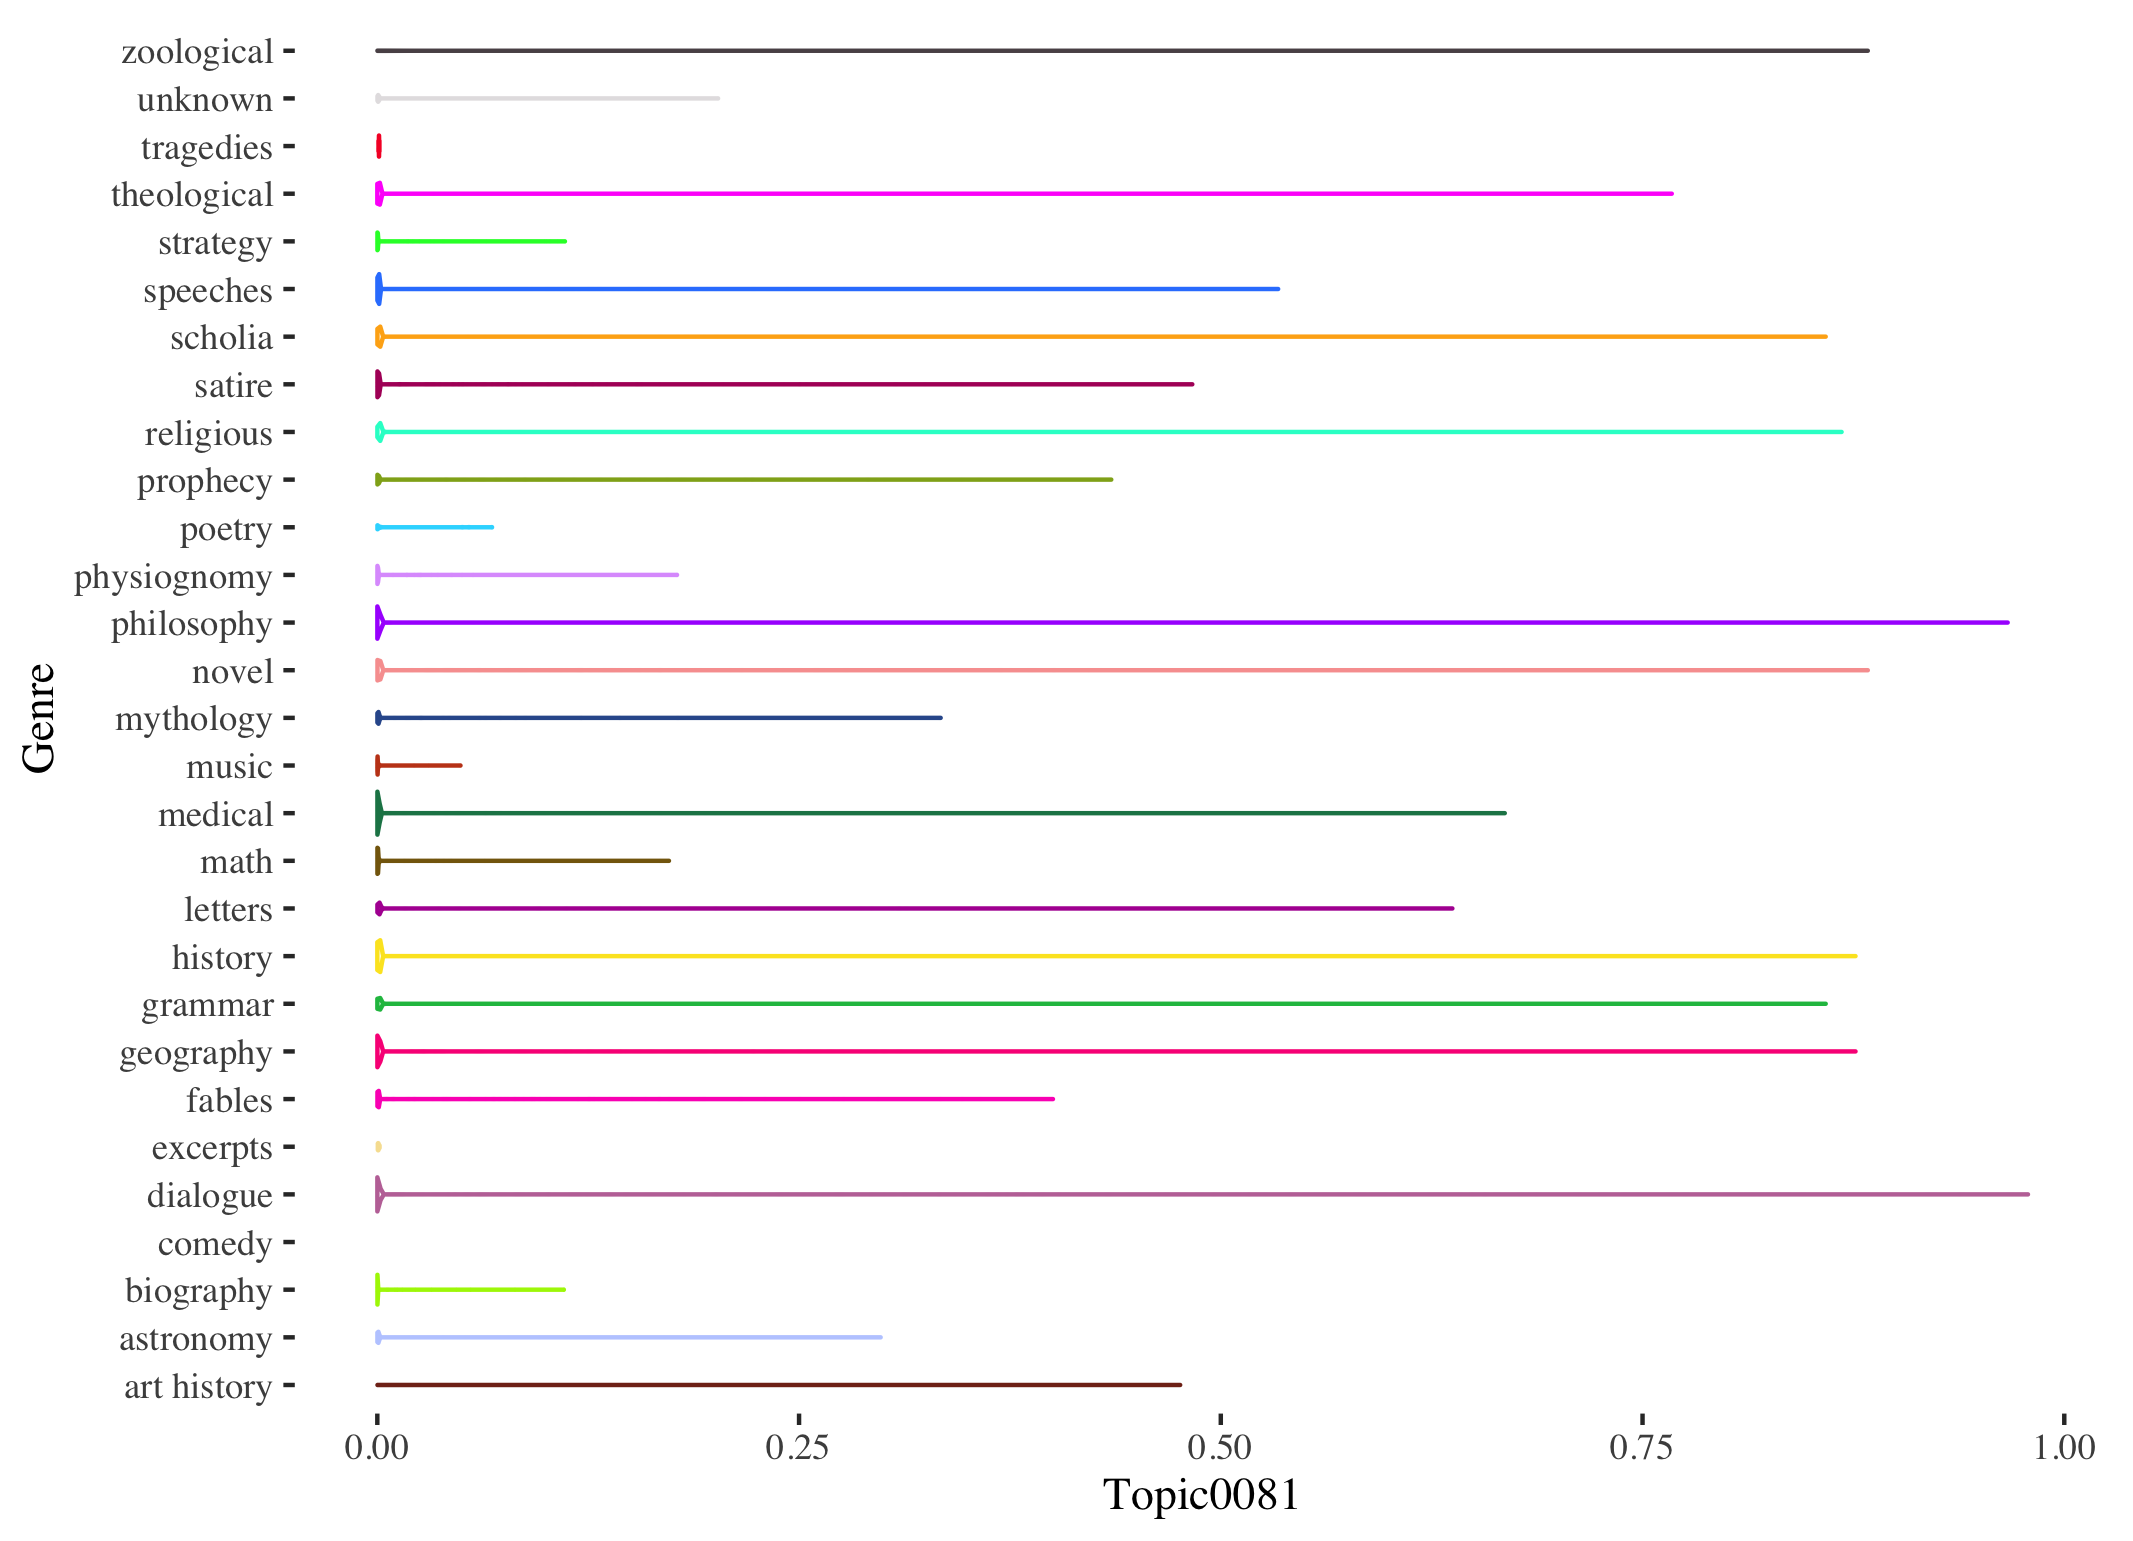 zoological
unknown
tragedies
theological
strategy
speeches
scholia
satire
religious
prophecy
poetry
physiognomy
philosophy
novel
mythology
music
medical
math
letters
history
grammar
geography
fables
excerpts
dialogue
comedy
biography
astronomy
art history
Genre
0.00 0.25 0.50 0.75 1.00
Topic0081